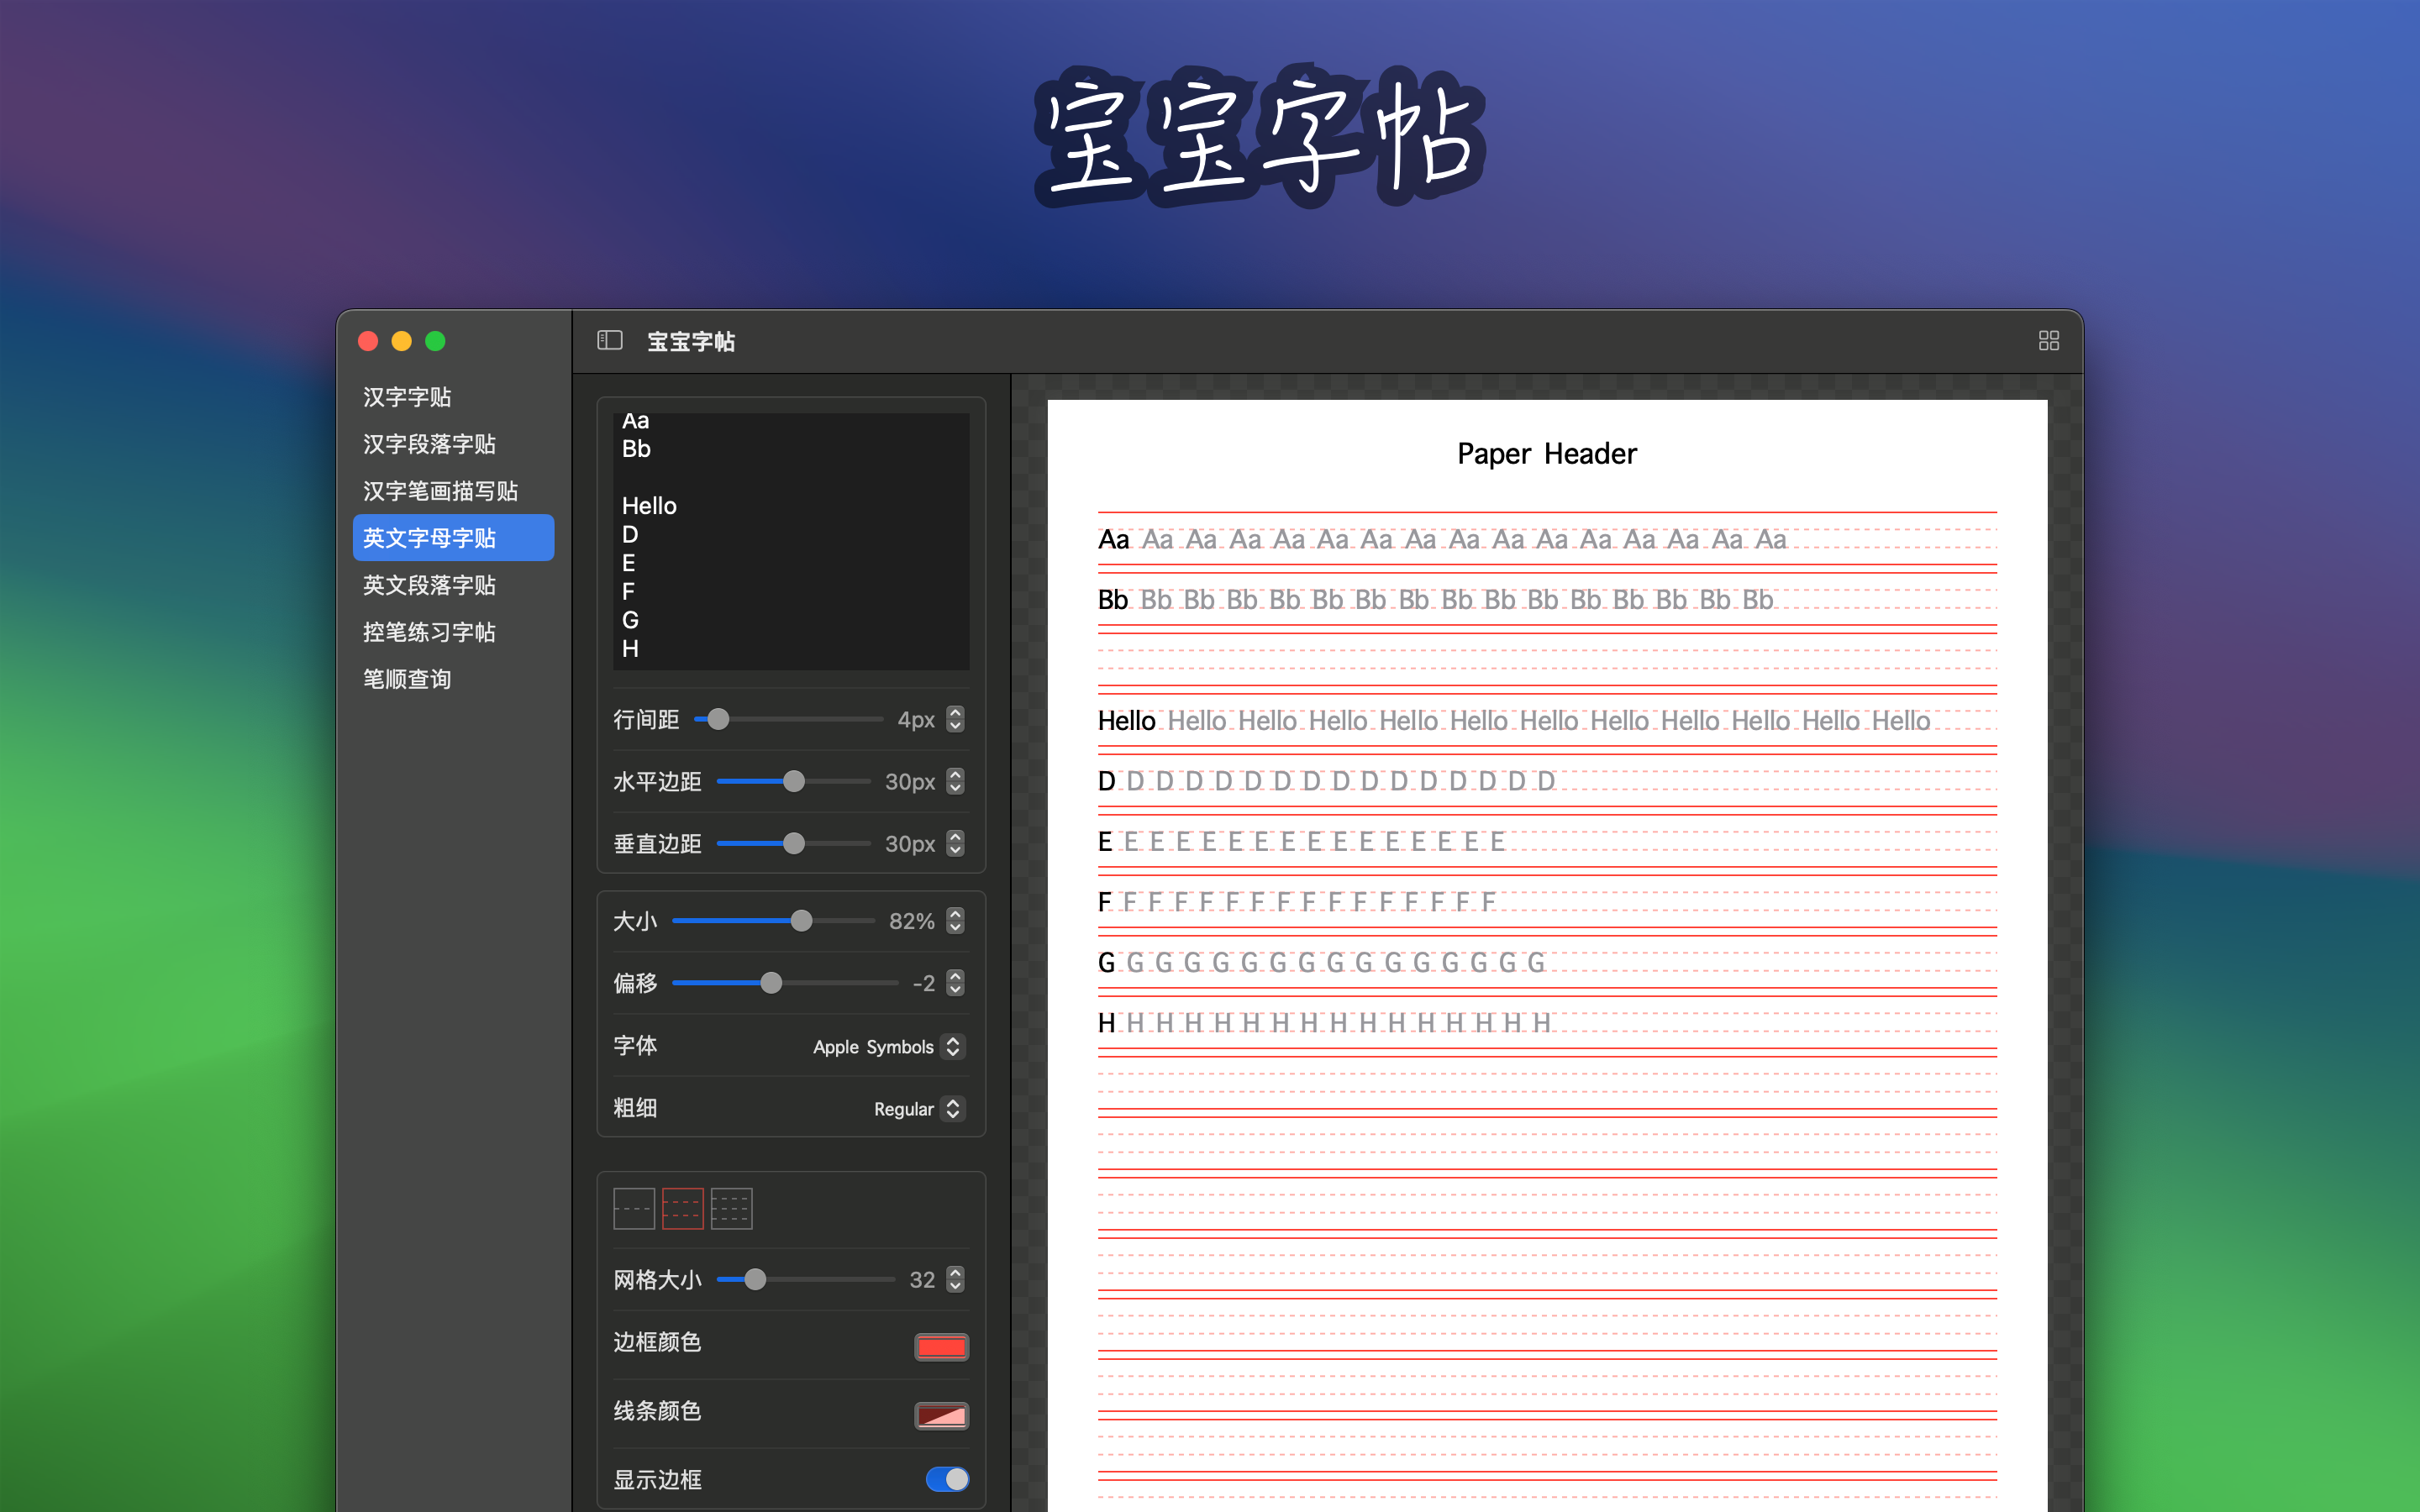 宝宝字帖
宝宝字帖
汉字字贴
汉字段落字贴
汉字笔画描写贴
英文字母字贴
英文段落字贴
控笔练习字帖
笔顺查询
Aa
Bb
Hello
D
E
F
G
H
行间距 4px
水平边距 30px
垂直边距 30px
大小 82%
偏移 -2
字体 Apple Symbols
粗细 Regular
网格大小 32
边框颜色
线条颜色
显示边框
Paper Header
Aa Aa Aa Aa Aa Aa Aa Aa Aa Aa Aa Aa Aa Aa Aa Aa
Bb Bb Bb Bb Bb Bb Bb Bb Bb Bb Bb Bb Bb Bb Bb Bb
Hello Hello Hello Hello Hello Hello Hello Hello Hello Hello Hello Hello
D D D D D D D D D D D D D D D D
E E E E E E E E E E E E E E E E
F F F F F F F F F F F F F F F F
G G G G G G G G G G G G G G G G
H H H H H H H H H H H H H H H H